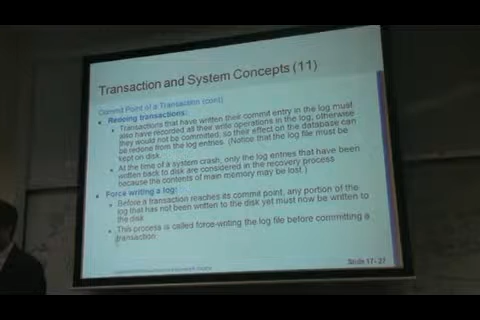 Transaction and System Concepts (11)
Commit Point of a Transaction (cont)
Redoing transactions:
Transactions that have written their commit entry in the log must
also have recorded all their write operations in the log; otherwise
they would not be committed, so their effect on the database can
be redone from the log entries. (Notice that the log file must be
kept on disk.
At the time of a system crash, only the log entries that have been
written back to disk are considered in the recovery process
because the contents of main memory may be lost.)
Force writing a log:
Before a transaction reaches its commit point, any portion of the
log that has not been written to the disk yet must now be written to
the disk.
This process is called force-writing the log file before committing a
transaction.
Slide 17- 27